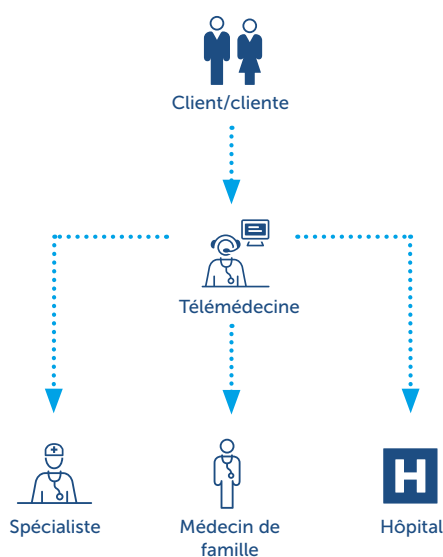 Client/cliente
Télémédecine
Spécialiste
Médecin de
famille
H
Hôpital